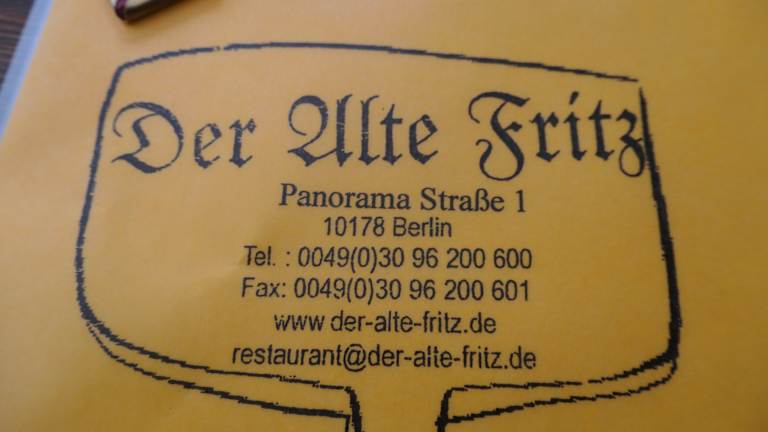 Der Alte Fritz
Panorama Straße 1
10178 Berlin
Tel. : 0049(0)30 96 200 600
Fax: 0049(0)30 96 200 601
www.der-alte-fritz.de
restaurant@der-alte-fritz.de